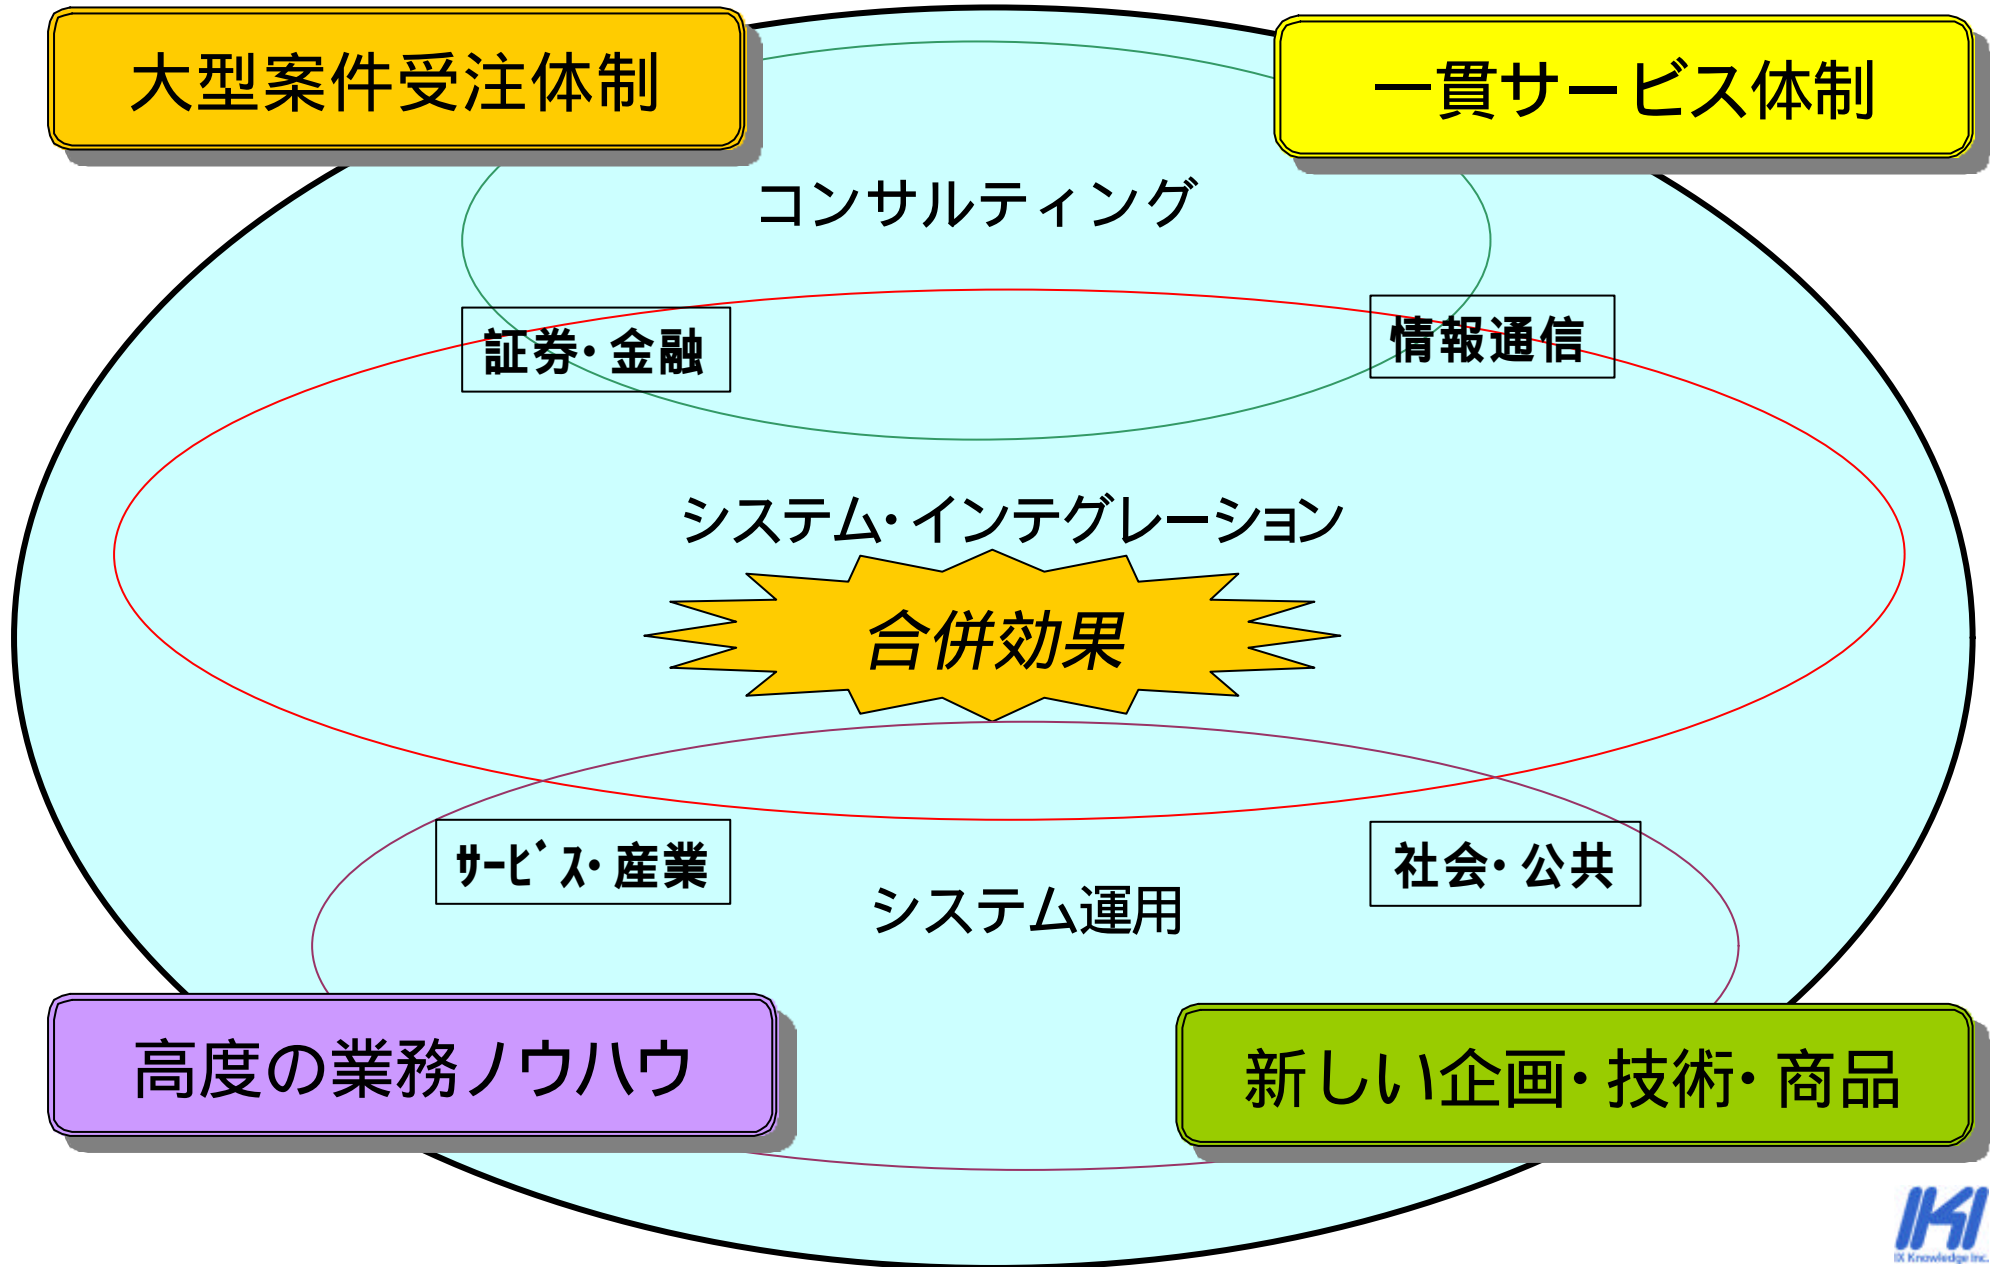 大型案件受注体制
一貫サービス体制
コンサルティング
証券・金融
情報通信
システム・インテグレーション
合併効果
ｻｰﾋﾞｽ・産業
社会・公共
システム運用
高度の業務ノウハウ
新しい企画・技術・商品
IKI
IX Knowledge Inc.